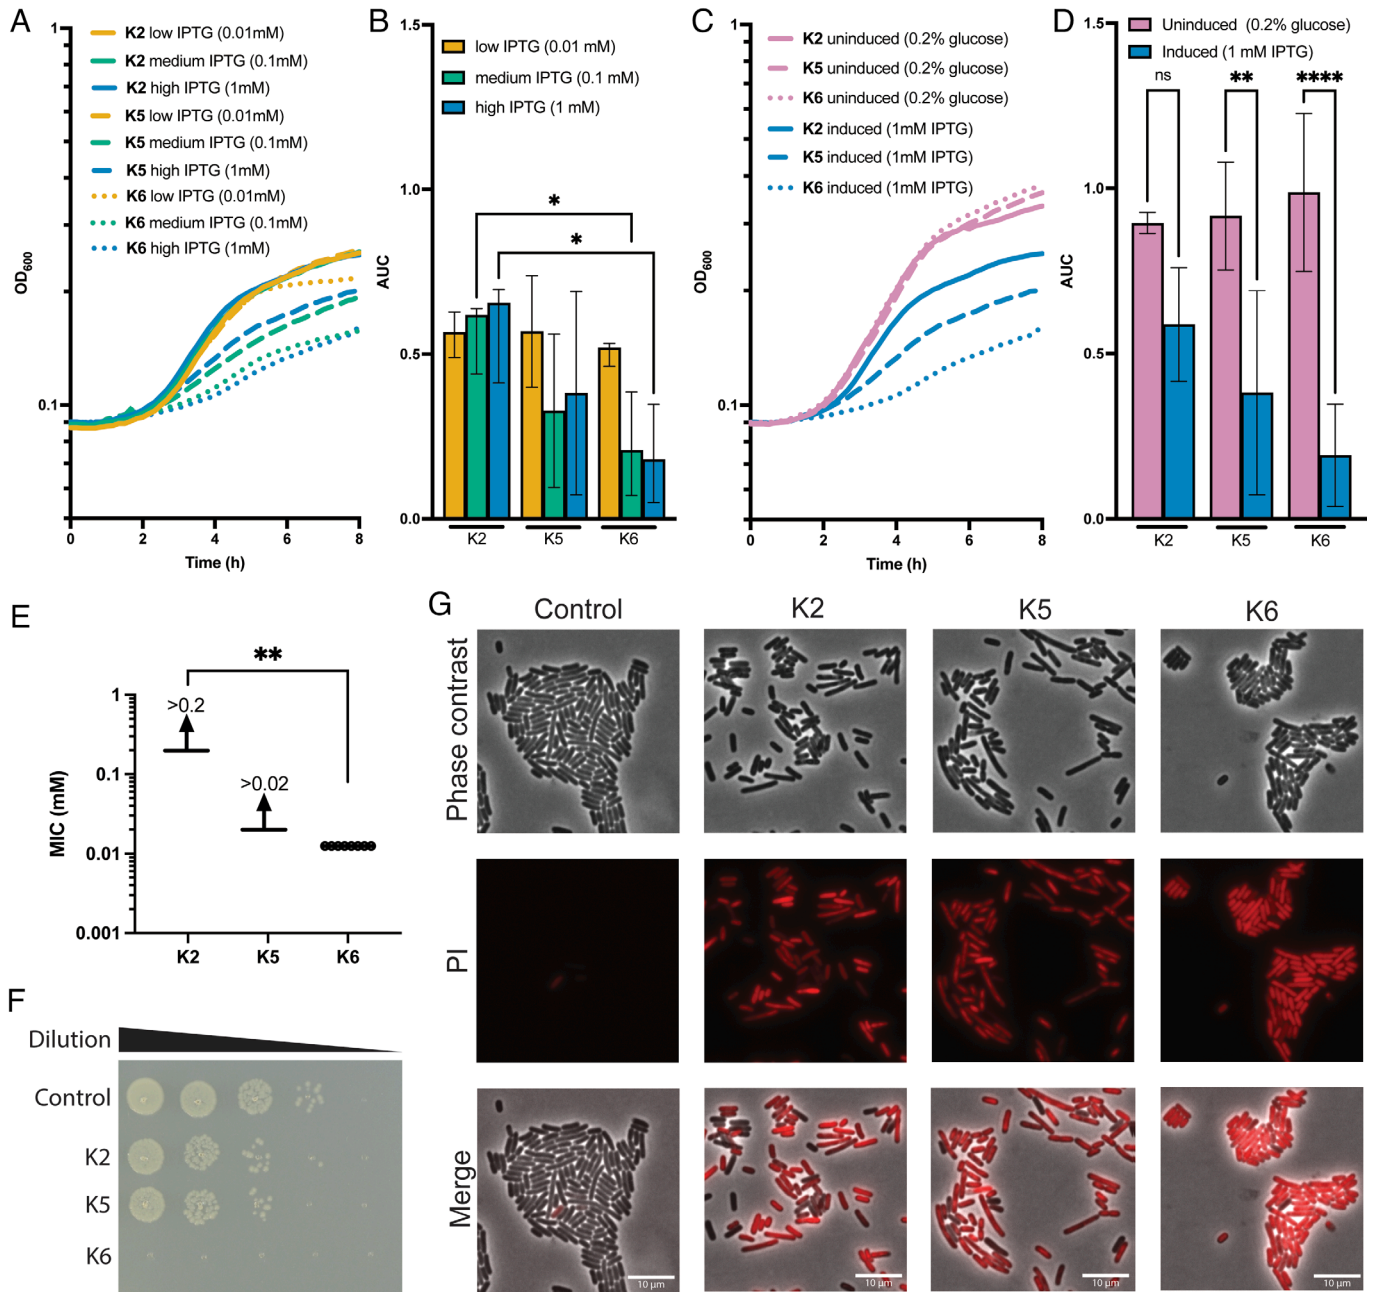 A
K2 low IPTG (0.01mM)
K2 medium IPTG (0.1mM)
K2 high IPTG (1mM)
K5 low IPTG (0.01mM)
K5 medium IPTG (0.1mM)
K5 high IPTG (1mM)
K6 low IPTG (0.01mM)
K6 medium IPTG (0.1mM)
K6 high IPTG (1mM)
1
0.1
OD600
0 2 4 6 8
Time (h)
B
low IPTG (0.01 mM)
medium IPTG (0.1 mM)
high IPTG (1 mM)
1.5
1.0
0.5
0.0
AUC
*
*
K2 K5 K6
C
K2 uninduced (0.2% glucose)
K5 uninduced (0.2% glucose)
K6 uninduced (0.2% glucose)
K2 induced (1mM IPTG)
K5 induced (1mM IPTG)
K6 induced (1mM IPTG)
1
0.1
OD600
0 2 4 6 8
Time (h)
D
Uninduced (0.2% glucose)
Induced (1 mM IPTG)
1.5
1.0
0.5
0.0
AUC
ns ** ****
K2 K5 K6
E
**
1
0.1
0.01
0.001
MIC (mM)
>0.2
>0.02
K2 K5 K6
F
Dilution
Control
K2
K5
K6
G
Control K2 K5 K6
Phase contrast
PI
Merge
10 µm 10 µm 10 µm 10 µm